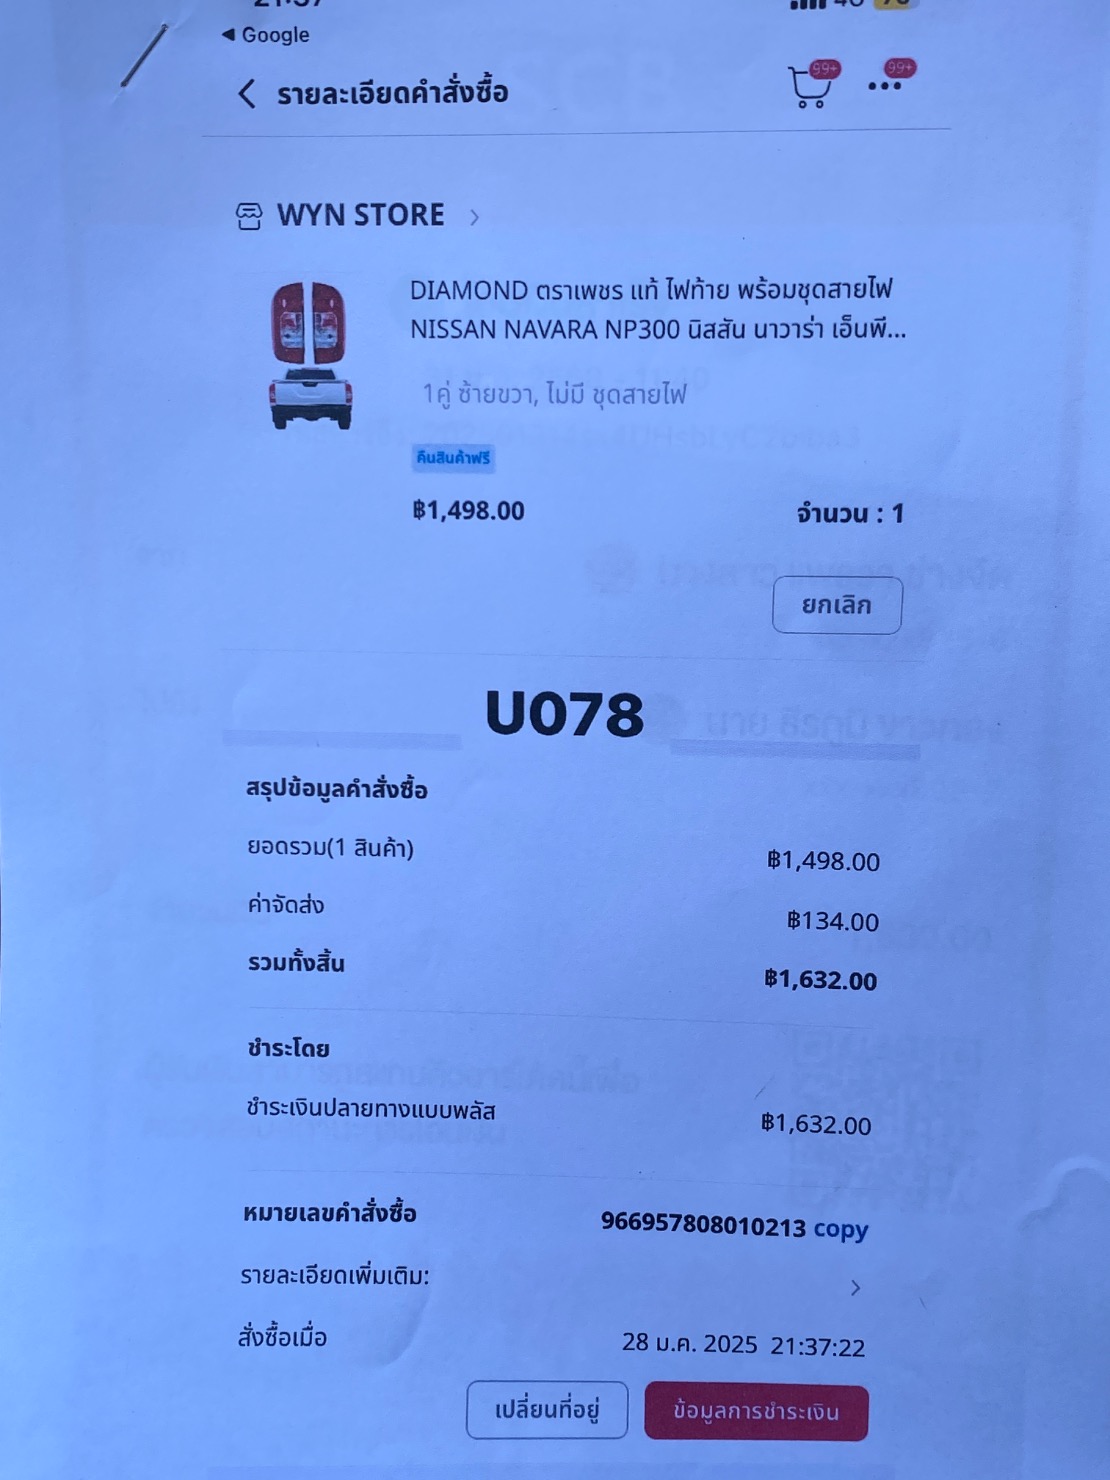 Google
รายละเอียดคำสั่งซื้อ
99+
99+
WYN STORE
DIAMOND ตราเพชร แท้ ไฟท้าย พร้อมชุดสายไฟ
NISSAN NAVARA NP300 นิสสัน นาวาร่า เอ็นพี...
1คู่ ซ้ายขวา, ไม่มี ชุดสายไฟ
คืนสินค้าฟรี
฿1,498.00 จำนวน : 1
ยกเลิก
U078
สรุปข้อมูลคำสั่งซื้อ
ยอดรวม(1 สินค้า) ฿1,498.00
ค่าจัดส่ง ฿134.00
รวมทั้งสิ้น ฿1,632.00
ชำระโดย
ชำระเงินปลายทางแบบพลัส ฿1,632.00
หมายเลขคำสั่งซื้อ 966957808010213 copy
รายละเอียดเพิ่มเติม:
สั่งซื้อเมื่อ 28 ม.ค. 2025 21:37:22
เปลี่ยนที่อยู่ ข้อมูลการชำระเงิน